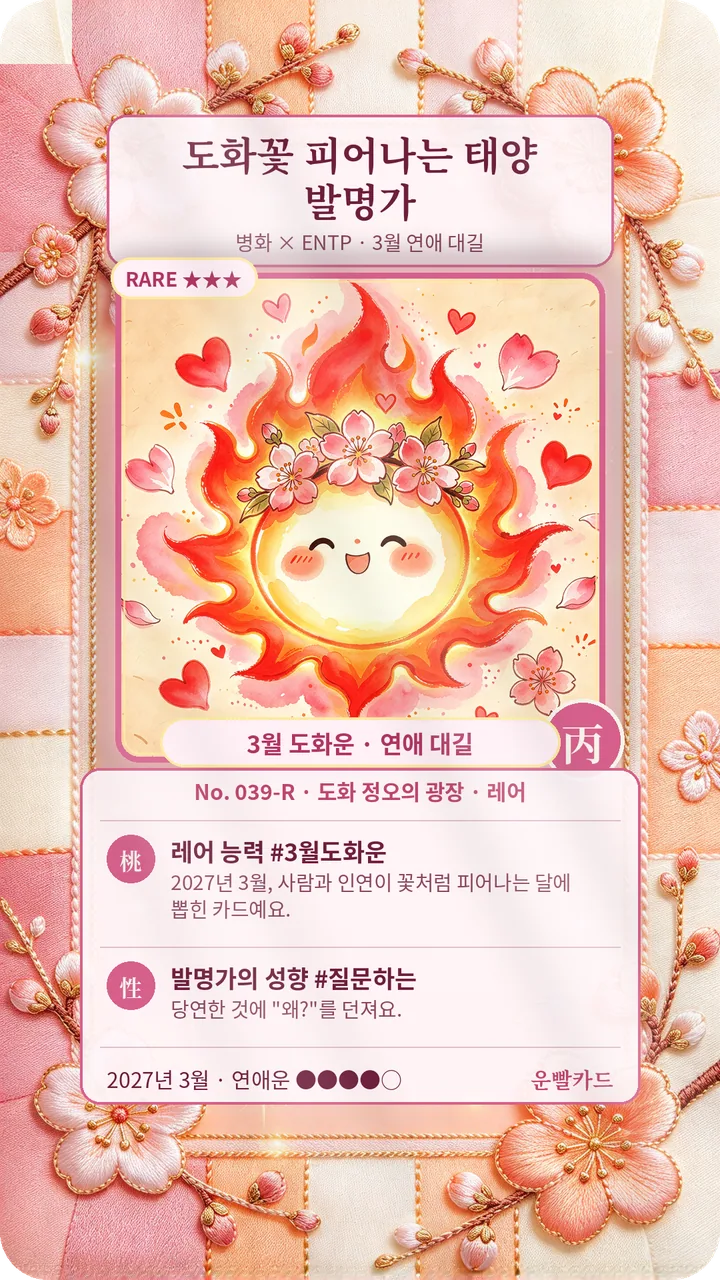 도화꽃 피어나는 태양
발명가
병화 × ENTP · 3월 연애 대길
RARE ★★★
3월 도화운 · 연애 대길
丙
No. 039-R · 도화 정오의 광장 · 레어
桃
레어 능력 #3월도화운
2027년 3월, 사람과 인연이 꽃처럼 피어나는 달에
뽑힌 카드예요.
性
발명가의 성향 #질문하는
당연한 것에 "왜?"를 던져요.
2027년 3월 · 연애운 ●●●●○
운빨카드